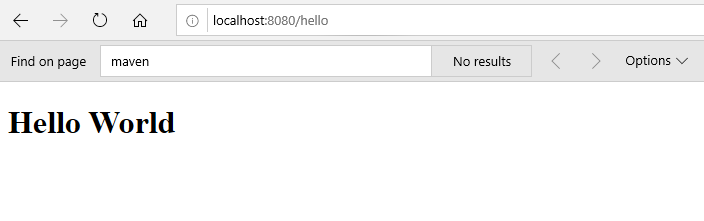 localhost:8080/hello
Find on page maven No results Options
Hello World